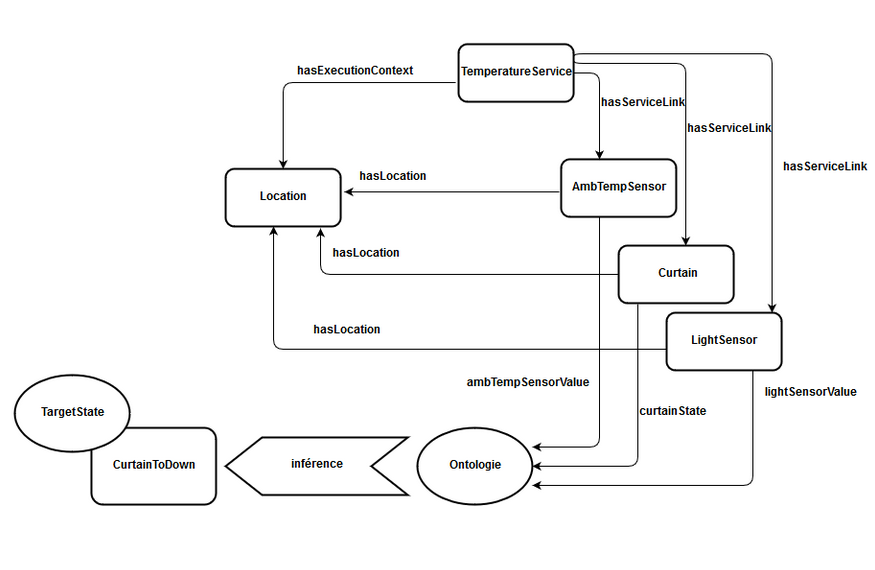 TemperatureService
hasExecutionContext
hasServiceLink
hasServiceLink
hasServiceLink
hasLocation
AmbTempSensor
Location
hasLocation
Curtain
hasLocation
LightSensor
ambTempSensorValue
lightSensorValue
curtainState
TargetState
CurtainToDown
inférence
Ontologie